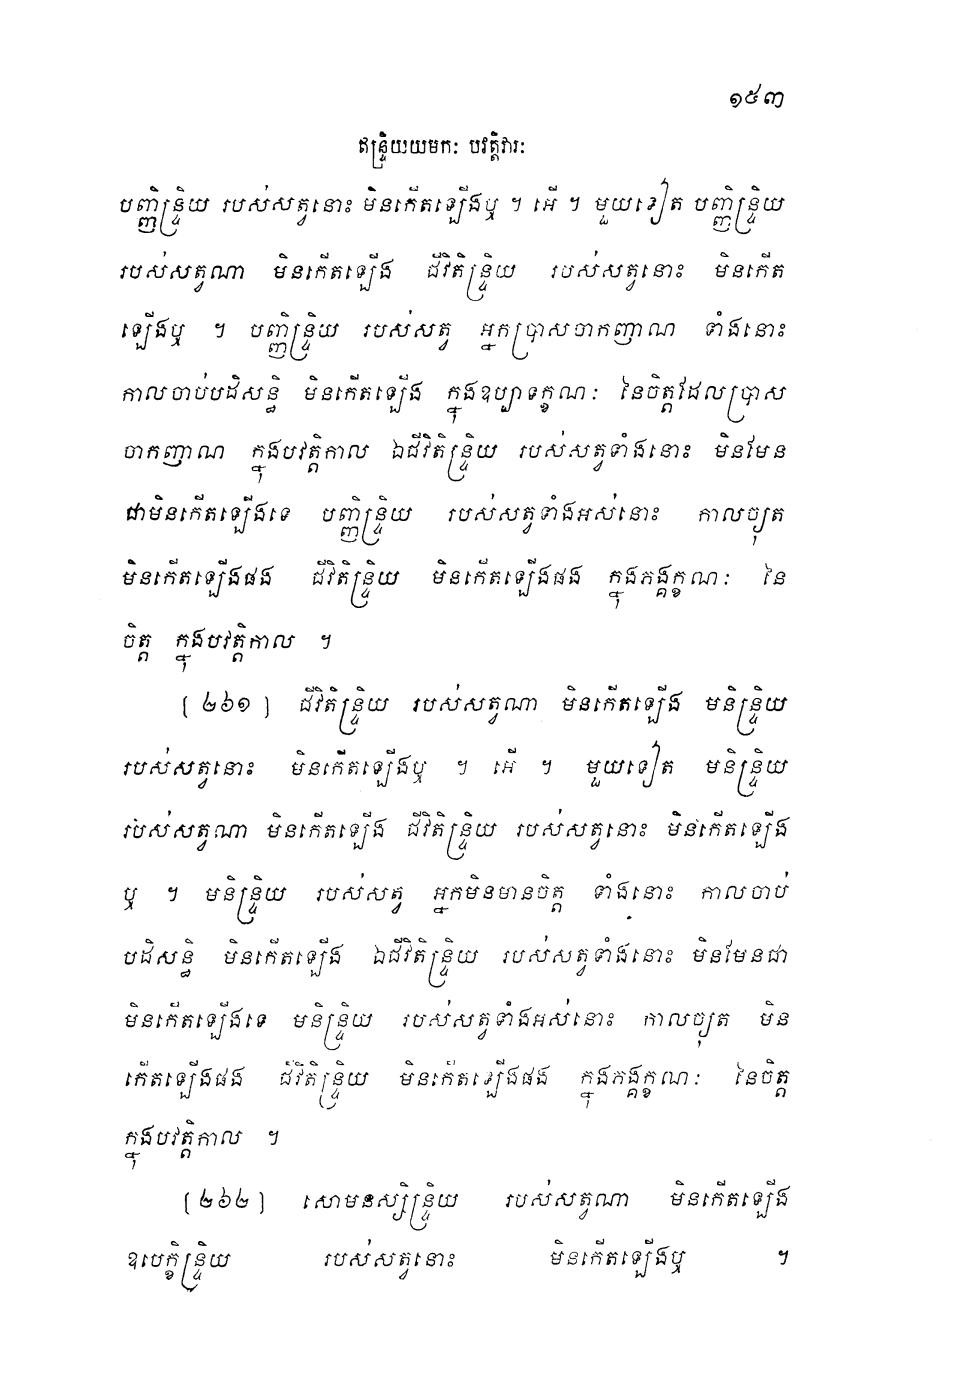 ១៥៣
ឥន្ទ្រិយយមកៈ បវត្តិវារៈ
បញ្ញិន្ទ្រិយ របស់សត្វនោះ មិនកើតឡើងឬ ។ អើ ។ មួយទៀត បញ្ញិន្ទ្រិយ
របស់សត្វណា មិនកើតឡើង ជីវិតិន្ទ្រិយ របស់សត្វនោះ មិនកើត
ឡើងឬ ។ បញ្ញិន្ទ្រិយ របស់សត្វ អ្នកប្រាសចាកញាណ ទាំងនោះ
កាលចាប់បដិសន្ធិ មិនកើតឡើង ក្នុងឧប្បាទក្ខណៈ នៃចិត្តដែលប្រាស
ចាកញាណ ក្នុងបវត្តិកាល ឯជីវិតិន្ទ្រិយ របស់សត្វទាំងនោះ មិនមែន
ជាមិនកើតឡើងទេ បញ្ញិន្ទ្រិយ របស់សត្វទាំងអស់នោះ កាលច្យុត
មិនកើតឡើងផង ជីវិតិន្ទ្រិយ មិនកើតឡើងផង ក្នុងភង្គក្ខណៈ នៃ
ចិត្ត ក្នុងបវត្តិកាល ។
[ ២៦១ ] ជីវិតិន្ទ្រិយ របស់សត្វណា មិនកើតឡើង មនិន្ទ្រិយ
របស់សត្វនោះ មិនកើតឡើងឬ ។ អើ ។ មួយទៀត មនិន្ទ្រិយ
របស់សត្វណា មិនកើតឡើង ជីវិតិន្ទ្រិយ របស់សត្វនោះ មិនកើតឡើង
ឬ ។ មនិន្ទ្រិយ របស់សត្វ អ្នកមិនមានចិត្ត ទាំងនោះ កាលចាប់
បដិសន្ធិ មិនកើតឡើង ឯជីវិតិន្ទ្រិយ របស់សត្វទាំងនោះ មិនមែនជា
មិនកើតឡើងទេ មនិន្ទ្រិយ របស់សត្វទាំងអស់នោះ កាលច្យុត មិន
កើតឡើងផង ជីវិតិន្ទ្រិយ មិនកើតឡើងផង ក្នុងភង្គក្ខណៈ នៃចិត្ត
ក្នុងបវត្តិកាល ។
[ ២៦២ ] សោមនស្សិន្ទ្រិយ របស់សត្វណា មិនកើតឡើង
ឧបេក្ខិន្ទ្រិយ របស់សត្វនោះ មិនកើតឡើងឬ ។